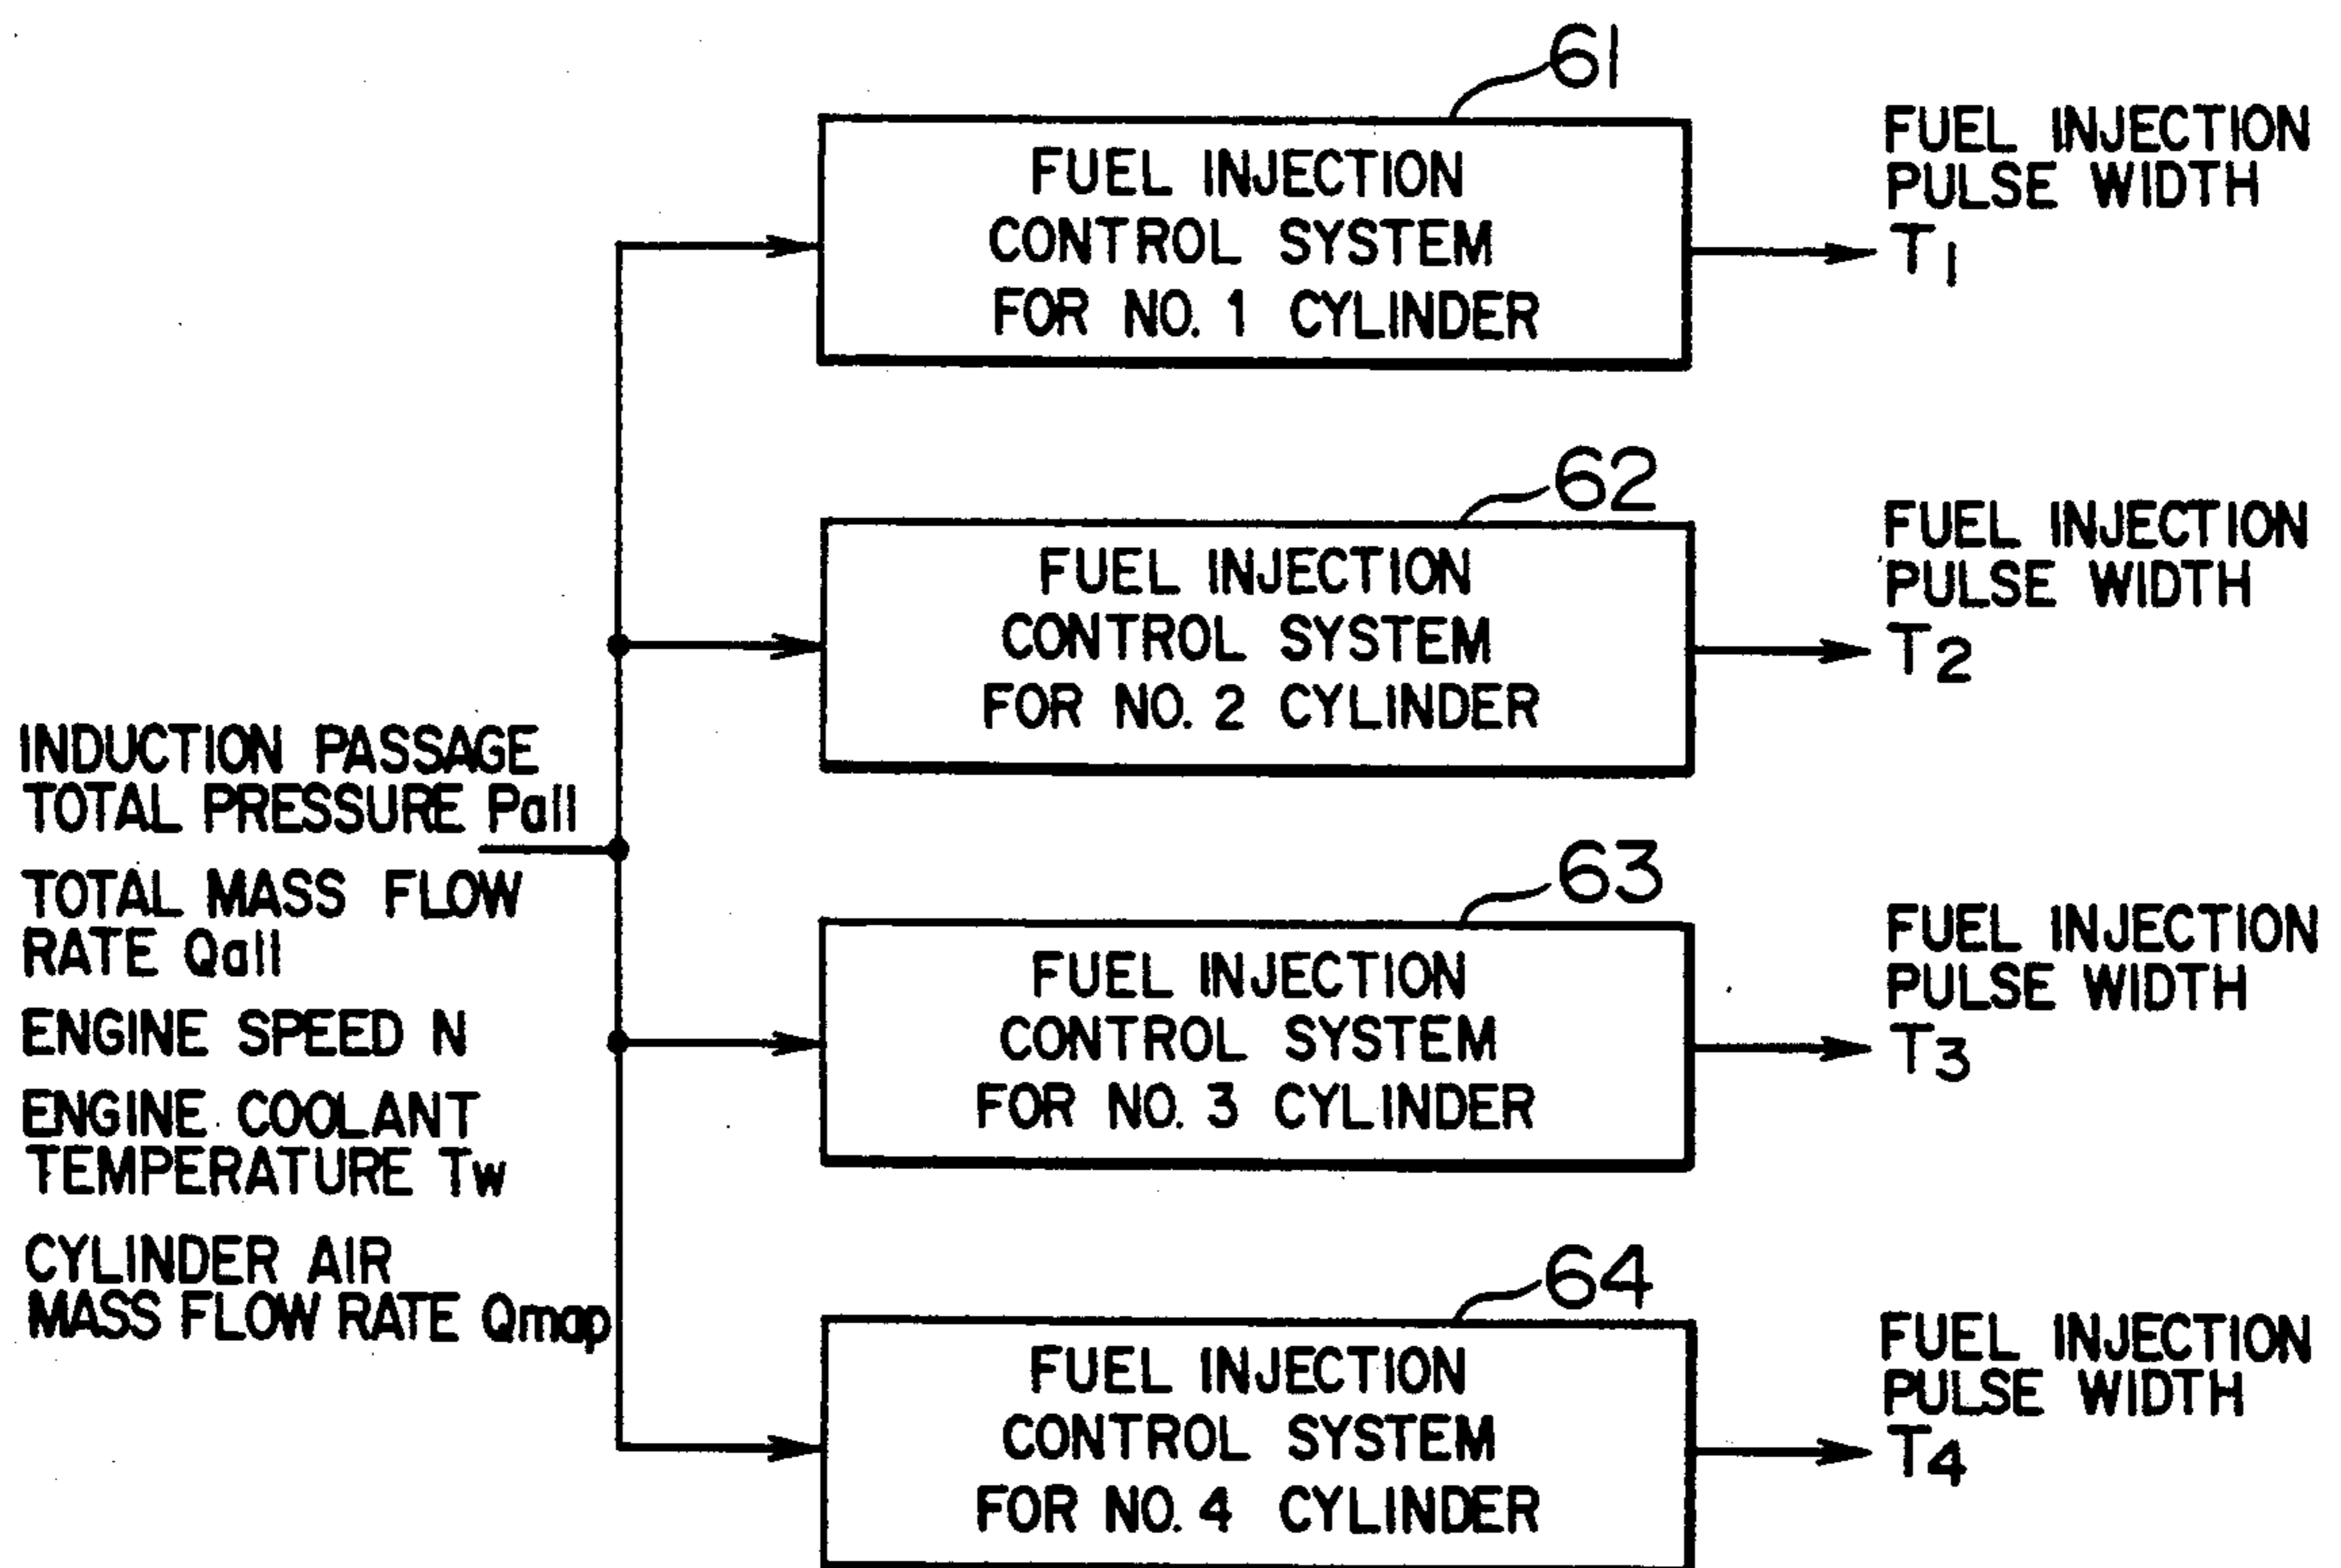 61
FUEL INJECTION
CONTROL SYSTEM
FOR NO. 1 CYLINDER
FUEL INJECTION
PULSE WIDTH
T1
62
FUEL INJECTION
CONTROL SYSTEM
FOR NO. 2 CYLINDER
FUEL INJECTION
PULSE WIDTH
T2
INDUCTION PASSAGE
TOTAL PRESSURE Pall
TOTAL MASS FLOW
RATE Qall
ENGINE SPEED N
ENGINE COOLANT
TEMPERATURE Tw
CYLINDER AIR
MASS FLOW RATE Qmap
63
FUEL INJECTION
CONTROL SYSTEM
FOR NO. 3 CYLINDER
FUEL INJECTION
PULSE WIDTH
T3
64
FUEL INJECTION
CONTROL SYSTEM
FOR NO. 4 CYLINDER
FUEL INJECTION
PULSE WIDTH
T4